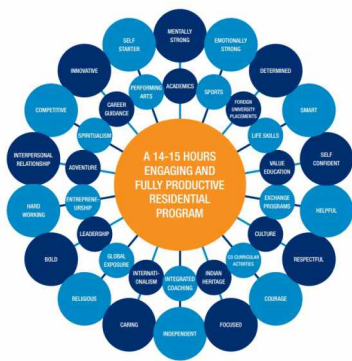 MENTALLY
STRONG
EMOTIONALLY
STRONG
DETERMINED
SMART
SELF
CONFIDENT
HELPFUL
RESPECTFUL
COURAGE
FOCUSED
INDEPENDENT
CARING
RELIGIOUS
BOLD
HARD
WORKING
INTERPERSONAL
RELATIONSHIP
COMPETITIVE
INNOVATIVE
SELF
STARTER
ACADEMICS
SPORTS
FOREIGN
UNIVERSITY
PLACEMENTS
LIFE SKILLS
VALUE
EDUCATION
EXCHANGE
PROGRAMS
CULTURE
CO CURRICULAR
ACTIVITIES
INDIAN
HERITAGE
INTEGRATED
COACHING
INTERNATI-
ONALISM
GLOBAL
EXPOSURE
LEADERSHIP
ENTREPRENE-
URSHIP
ADVENTURE
SPIRITUALISM
CAREER
GUIDANCE
PERFORMING
ARTS
A 14-15 HOURS
ENGAGING AND
FULLY PRODUCTIVE
RESIDENTIAL
PROGRAM